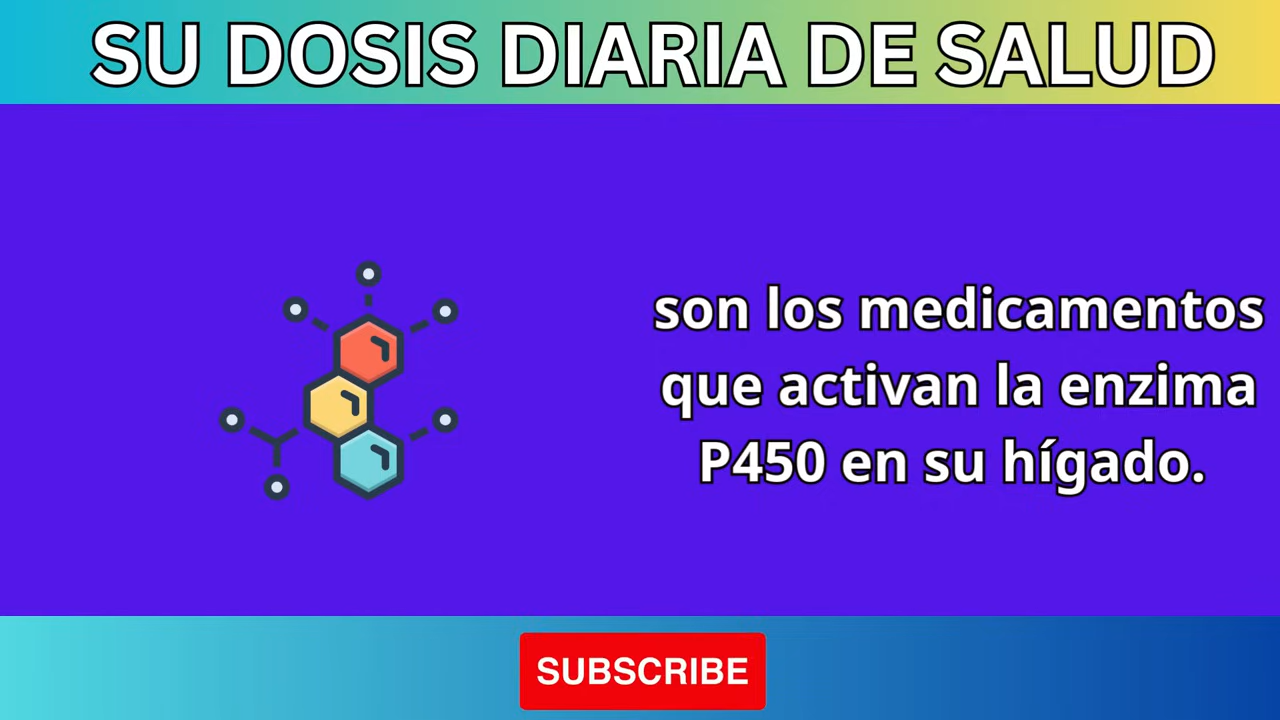 SU DOSIS DIARIA DE SALUD
son los medicamentos
que activan la enzima
P450 en su hígado.
SUBSCRIBE